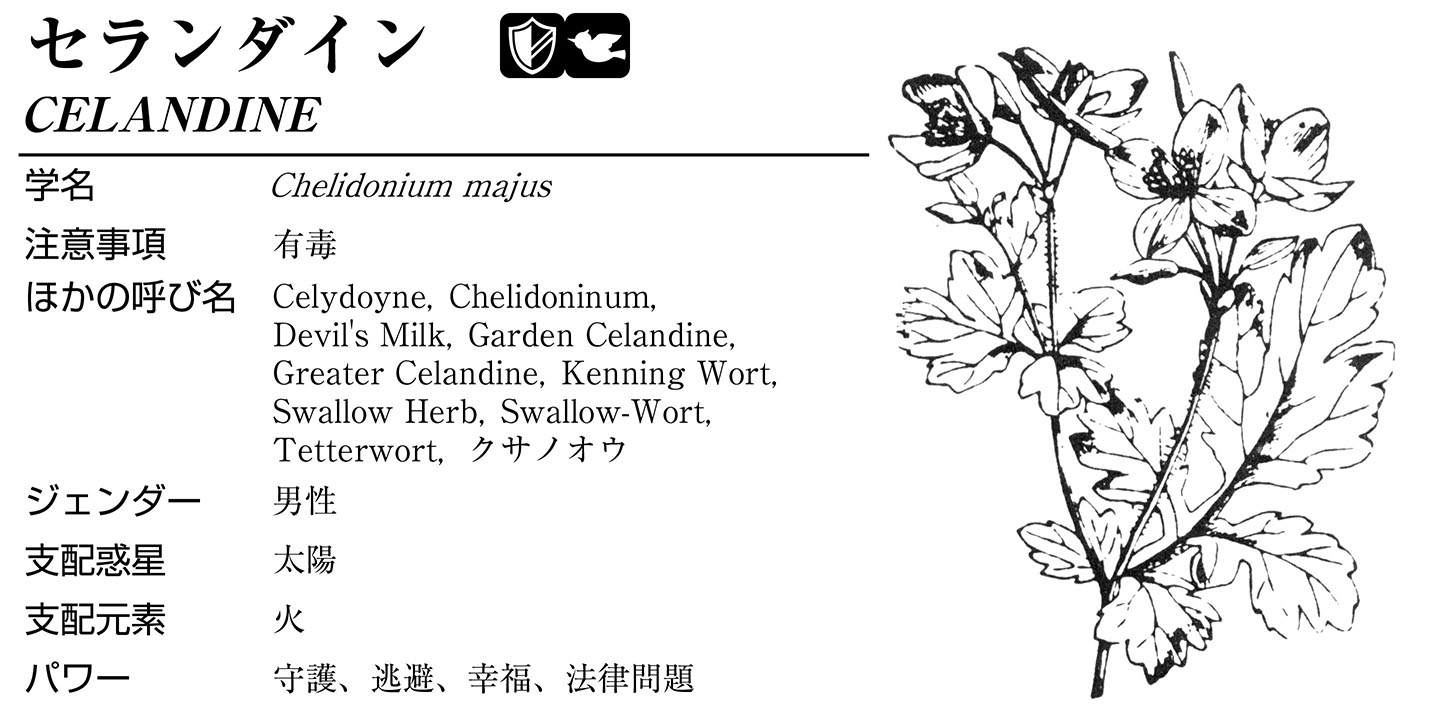 セランダイン
CELANDINE
学名 Chelidonium majus
注意事項 有毒
ほかの呼び名 Celydoyne, Chelidoninum,
Devil's Milk, Garden Celandine,
Greater Celandine, Kenning Wort,
Swallow Herb, Swallow-Wort,
Tetterwort, クサノオウ
ジェンダー 男性
支配惑星 太陽
支配元素 火
パワー 守護、逃避、幸福、法律問題